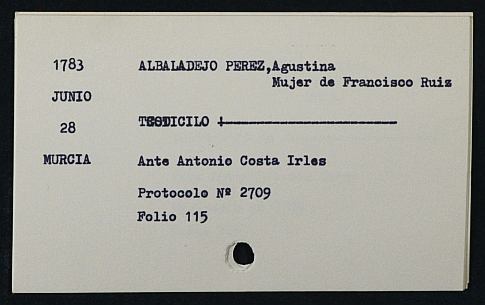 1783 ALBALADEJO PEREZ,Agustina
Mujer de Francisco Ruiz
JUNIO
28 CODICILO
MURCIA Ante Antonio Costa Irles
Protocolo Nº 2709
Folio 115